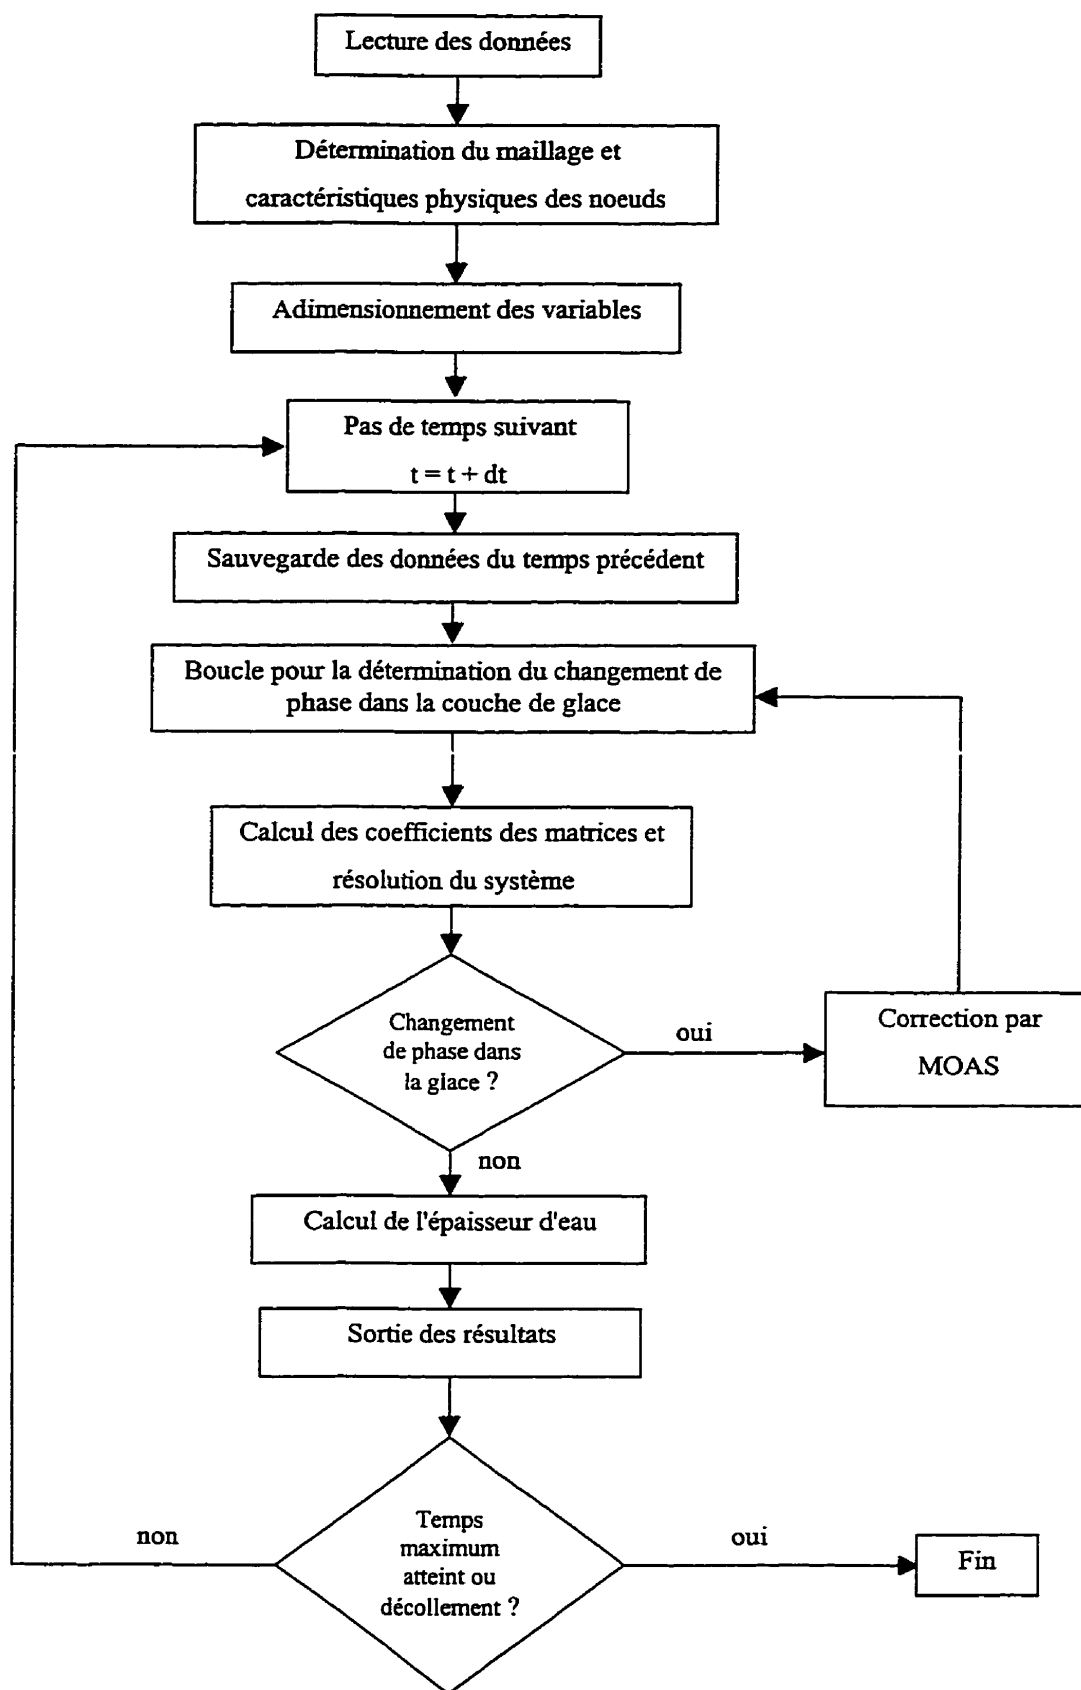 Lecture des données
Détermination du maillage et
caractéristiques physiques des noeuds
Adimensionnement des variables
Pas de temps suivant
t = t + dt
Sauvegarde des données du temps précédent
Boucle pour la détermination du changement de
phase dans la couche de glace
Calcul des coefficients des matrices et
résolution du système
Changement
de phase dans
la glace ?
oui
Correction par
MOAS
non
Calcul de l'épaisseur d'eau
Sortie des résultats
non
Temps
maximum
atteint ou
décollement ?
oui
Fin